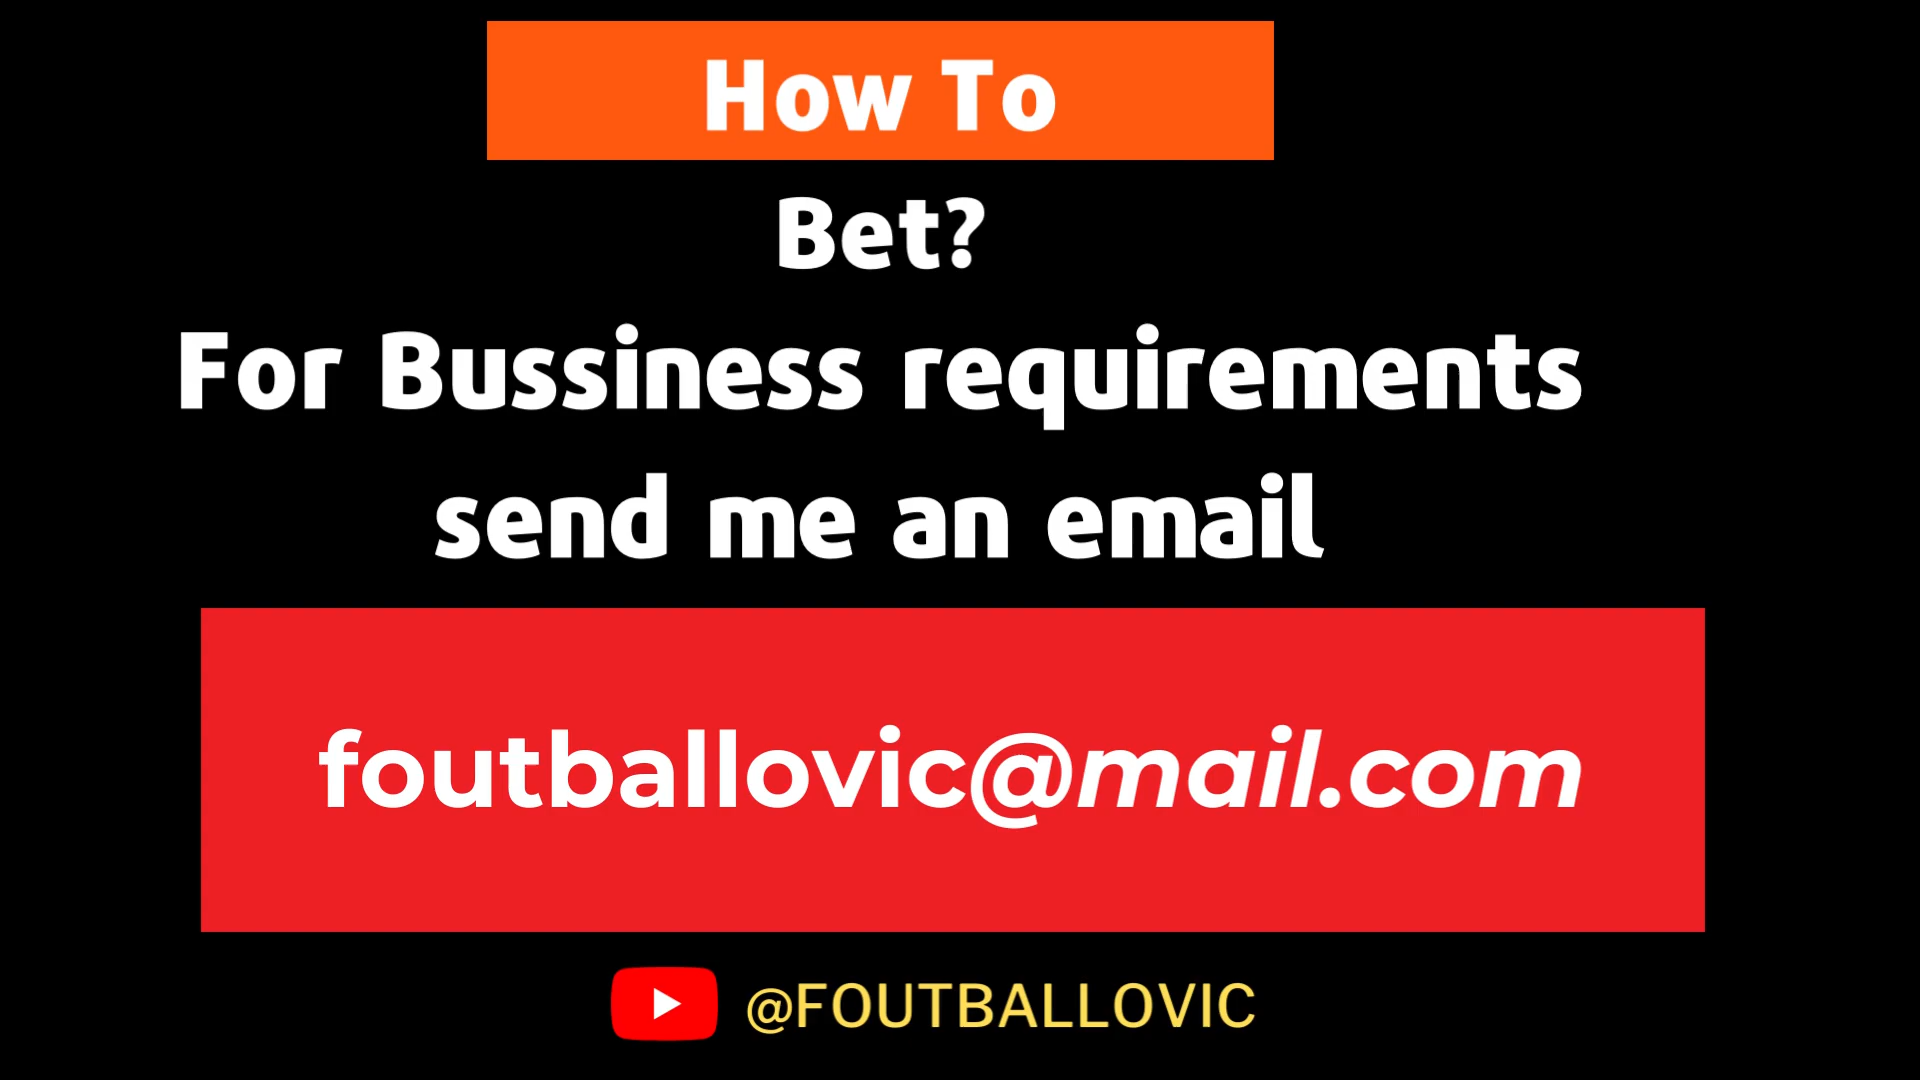 How To
Bet?
For Bussiness requirements
send me an email
foutballovic@mail.com
@FOUTBALLOVIC